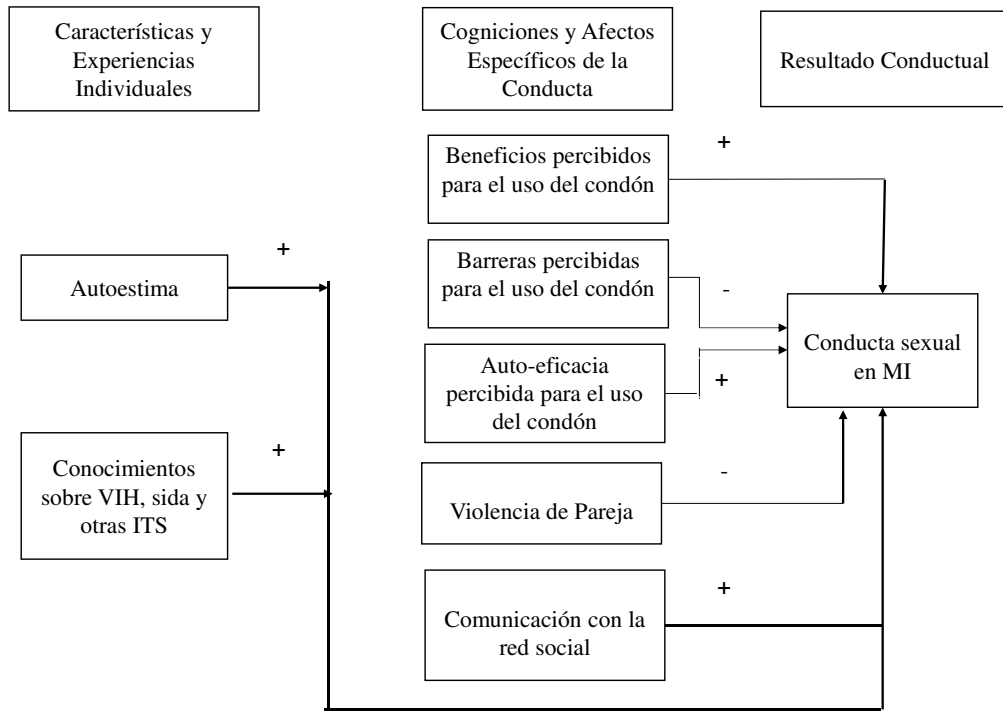 Características y
Experiencias
Individuales
Cogniciones y Afectos
Específicos de la
Conducta
Resultado Conductual
Beneficios percibidos
para el uso del condón
+
Autoestima
+
Barreras percibidas
para el uso del condón
-
Auto-eficacia
percibida para el uso
del condón
+
Conducta sexual
en MI
Conocimientos
sobre VIH, sida y
otras ITS
+
Violencia de Pareja
-
Comunicación con la
red social
+